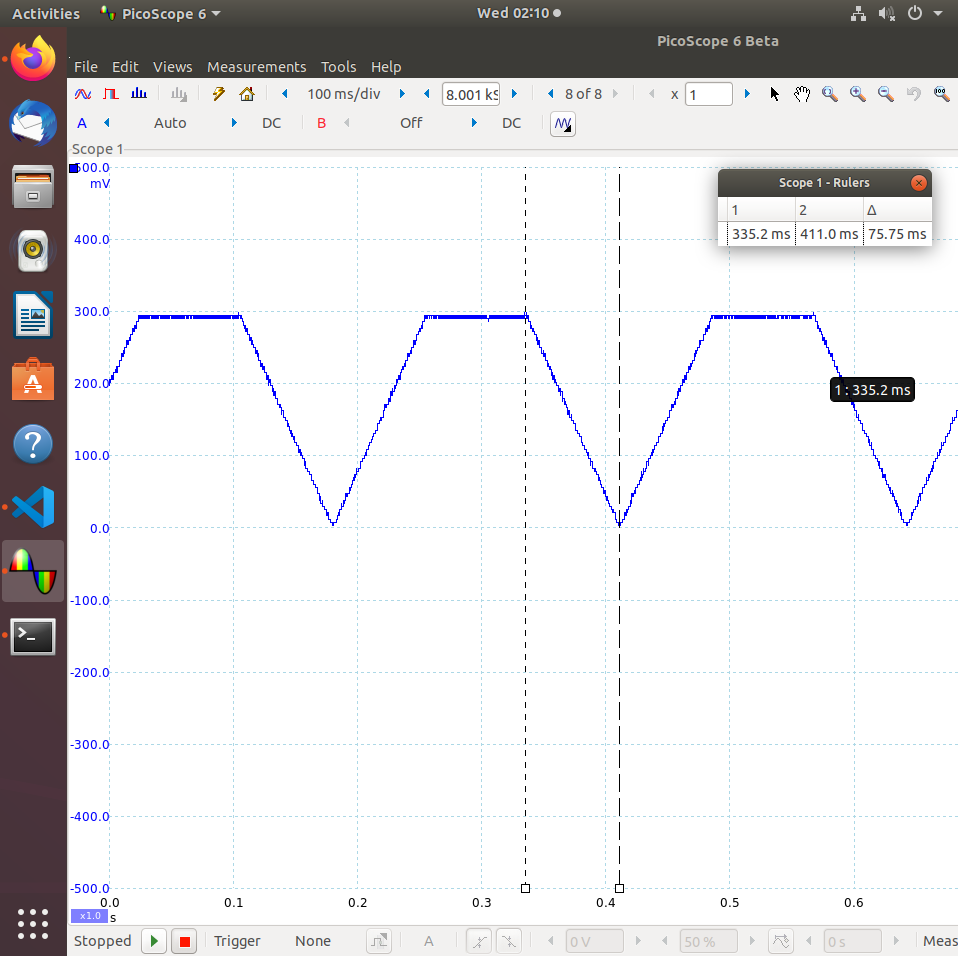 Activities PicoScope 6 Wed 02:10
PicoScope 6 Beta
File Edit Views Measurements Tools Help
100 ms/div 8.001 kS 8 of 8 x 1
A Auto DC B Off DC
Scope 1
500.0
mV
Scope 1 - Rulers
1 2 Δ
335.2 ms 411.0 ms 75.75 ms
400.0
300.0
200.0
1 : 335.2 ms
100.0
0.0
-100.0
-200.0
-300.0
-400.0
-500.0
0.0 0.1 0.2 0.3 0.4 0.5 0.6
x1.0 s
Stopped Trigger None A 0 V 50 % 0 s Meas